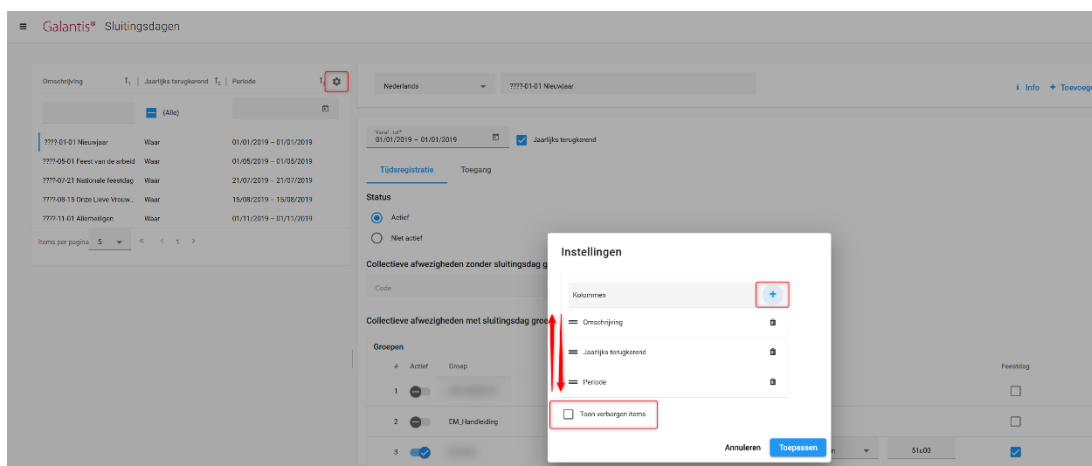 Galantis® Sluitingsdagen
Omschrijving Jaarlijks terugkerend Periode
(Alle)
????-01-01 Nieuwjaar Waar 01/01/2019 – 01/01/2019
????-05-01 Feest van de arbeid Waar 01/05/2019 – 01/05/2019
????-07-21 Nationale feestdag Waar 21/07/2019 – 21/07/2019
????-08-15 Onze Lieve Vrouw... Waar 15/08/2019 – 15/08/2019
????-11-01 Allerheiligen Waar 01/11/2019 – 01/11/2019
Items per pagina 5 1
Nederlands ????-01-01 Nieuwjaar
i Info + Toevoege
Vanaf - tot*
01/01/2019 – 01/01/2019 Jaarlijks terugkerend
Tijdsregistratie Toegang
Status
Actief
Niet actief
Collectieve afwezigheden zonder sluitingsdag g
Code
Collectieve afwezigheden met sluitingsdag groe
Groepen
# Actief Groep Feestdag
1
2 EM_Handleiding
3 n 51u00
Instellingen
Kolommen +
Omschrijving
Jaarlijks terugkerend
Periode
Toon verborgen items
Annuleren Toepassen